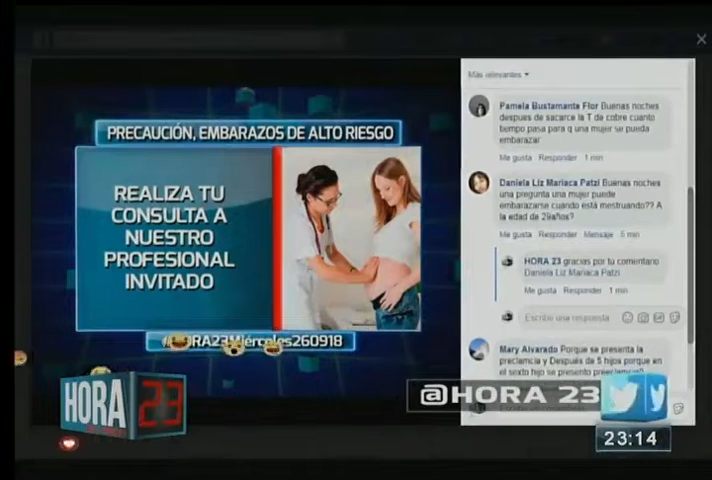 PRECAUCIÓN, EMBARAZOS DE ALTO RIESGO
REALIZA TU
CONSULTA A
NUESTRO
PROFESIONAL
INVITADO
Miércoles260918
HORA 23
Más relevantes
Pamela Bustamante Flor Buenas noches
despues de sacarce la T de cobre cuanto
tiempo pasa para q una mujer se pueda
embarazar
Me gusta Responder 1 min
Daniela Liz Mariaca Patzi Buenas noches
una pregunta una mujer puede
embarazarse cuando está mestruando?? A
la edad de 29años?
Me gusta Responder Mensaje 5 min
HORA 23 gracias por tu comentario
Daniela Liz Mariaca Patzi
Me gusta Responder 1 min
Escribe una respuesta
Mary Alvarado Porque se presenta la
preclamcia y Después de 5 hijos porque en
el sexto hijo se presento
@HORA 23
23:14